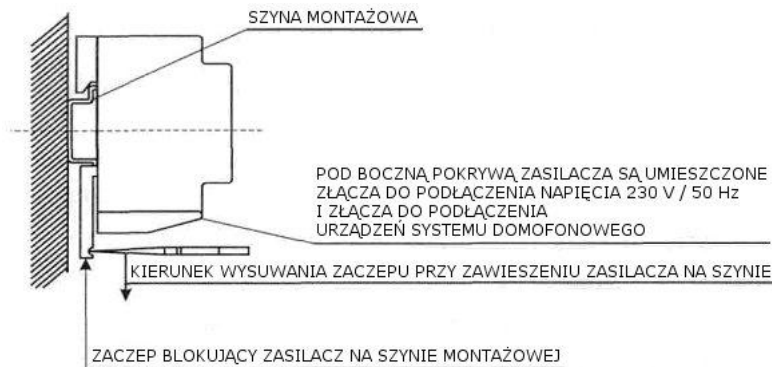 SZYNA MONTAŻOWA
POD BOCZNĄ POKRYWĄ ZASILACZA SĄ UMIESZCZONE
ZŁĄCZA DO PODŁĄCZENIA NAPIĘCIA 230 V / 50 Hz
I ZŁĄCZA DO PODŁĄCZENIA
URZĄDZEŃ SYSTEMU DOMOFONOWEGO
KIERUNEK WYSUWANIA ZACZEPU PRZY ZAWIESZENIU ZASILACZA NA SZYNIE
ZACZEP BLOKUJĄCY ZASILACZ NA SZYNIE MONTAŻOWEJ